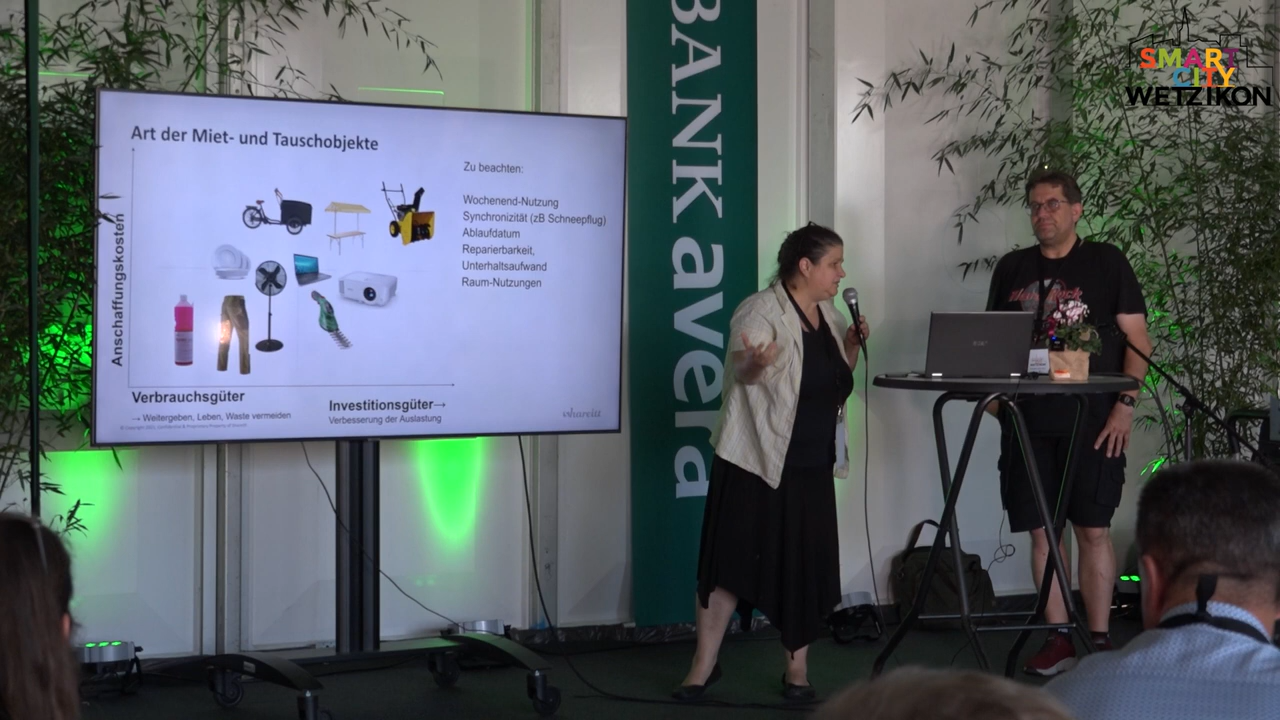 Art der Miet- und Tauschobjekte
Anschaffungskosten
Verbrauchsgüter
→ Weitergeben, Leben, Waste vermeiden
Investitionsgüter→
Verbesserung der Auslastung
Zu beachten:
Wochenend-Nutzung
Synchronizität (zB Schneepflug)
Ablaufdatum
Reparierbarkeit,
Unterhaltsaufwand
Raum-Nutzungen
sharelt
BANK avera
SMART
CITY
WETZIKON